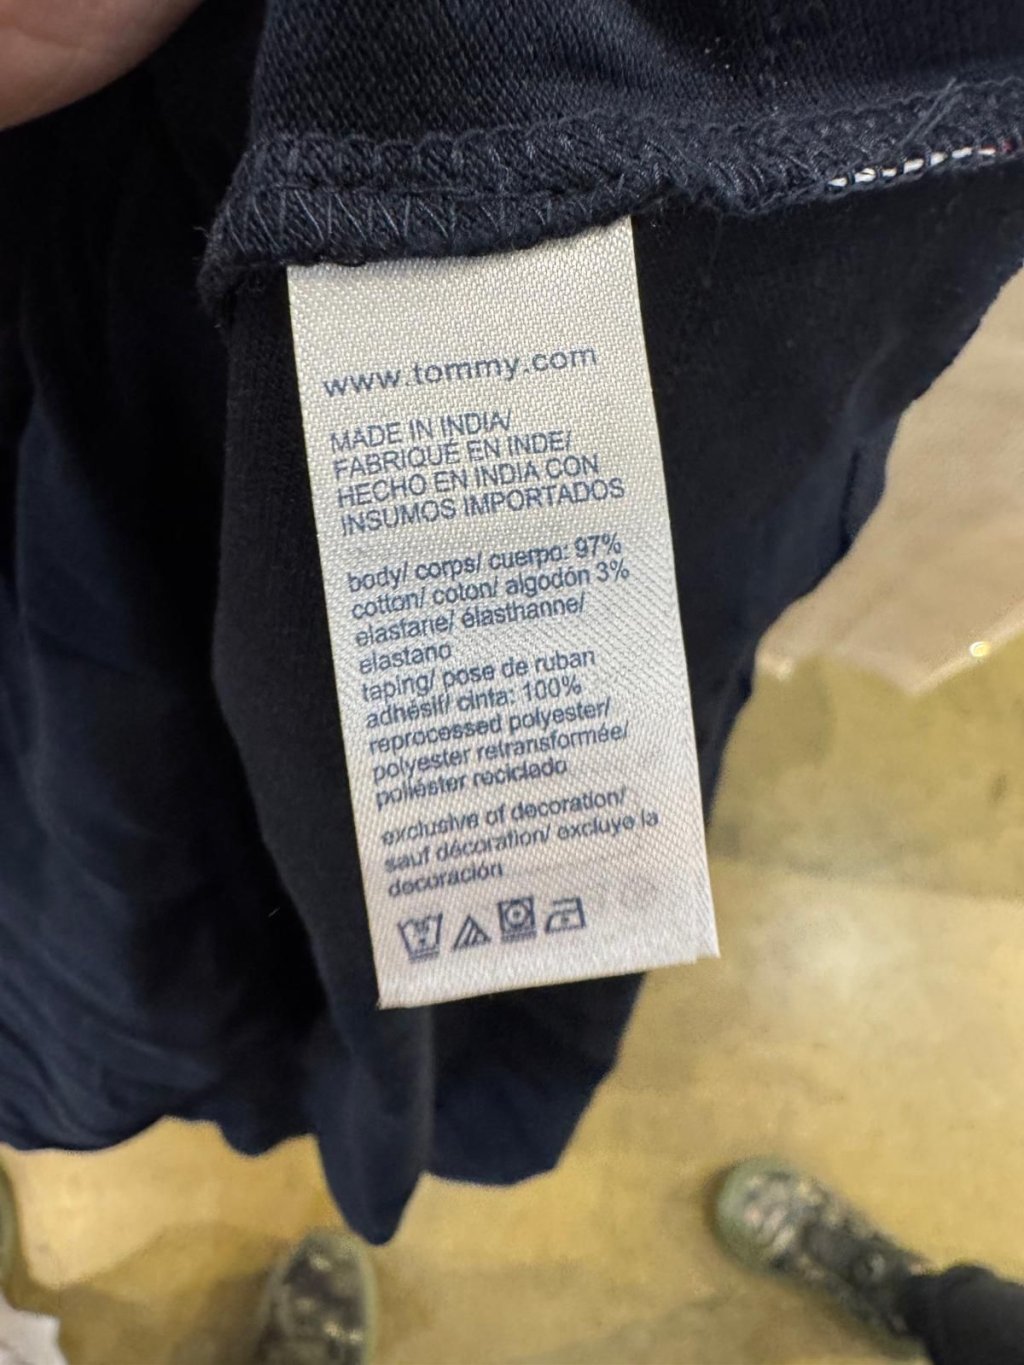 www.tommy.com
MADE IN INDIA/
FABRIQUÉ EN INDE/
HECHO EN INDIA CON
INSUMOS IMPORTADOS
body/ corps/ cuerpo: 97%
cotton/ coton/ algodón 3%
elastane/ élasthanne/
elastano
taping/ pose de ruban
adhésif/ cinta: 100%
reprocessed polyester/
polyester retransformée/
poliéster reciclado
exclusive of decoration/
sauf décoration/ excluye la
decoración